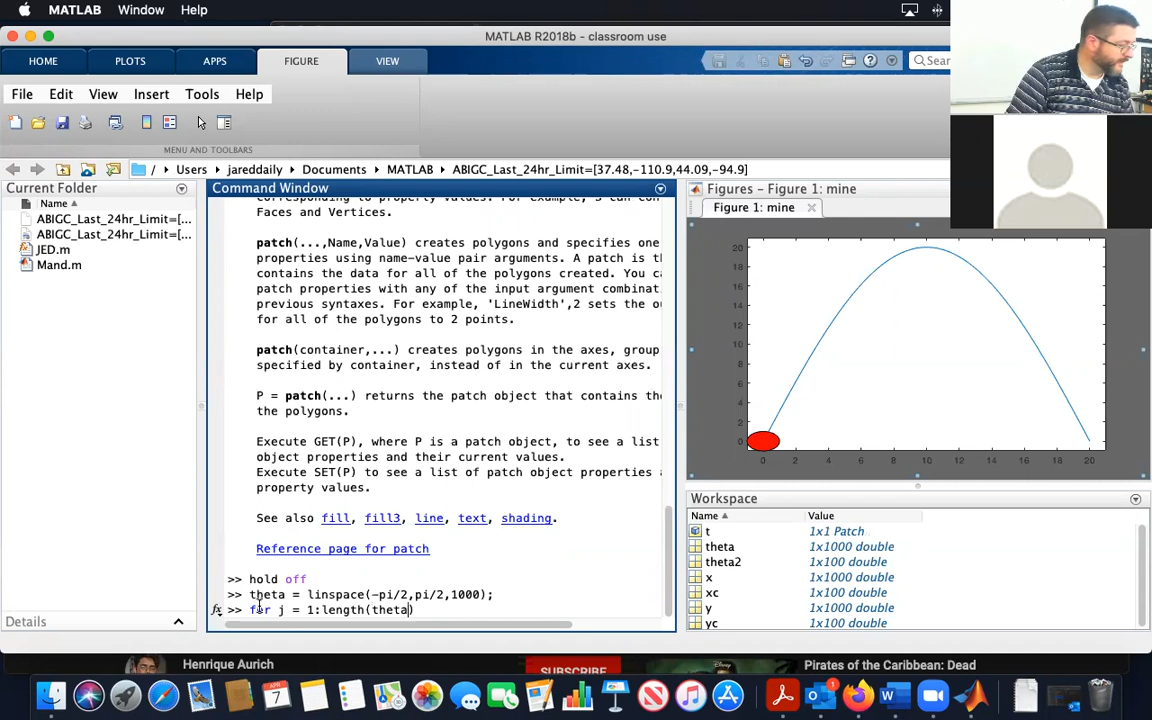 MATLAB Window Help
MATLAB R2018b - classroom use
HOME PLOTS APPS FIGURE VIEW
Sear
File Edit View Insert Tools Help
MENU AND TOOLBARS
/ Users jareddaily Documents MATLAB ABIGC_Last_24hr_Limit=[37.48,-110.9,44.09,-94.9]
Current Folder
Name
ABIGC_Last_24hr_Limit=[...
ABIGC_Last_24hr_Limit=[...
JED.m
Mand.m
Details
Command Window
Faces and Vertices.
patch(...,Name,Value) creates polygons and specifies one
properties using name-value pair arguments. A patch is th
contains the data for all of the polygons created. You ca
patch properties with any of the input argument combinati
previous syntaxes. For example, 'LineWidth',2 sets the ou
for all of the polygons to 2 points.
patch(container,...) creates polygons in the axes, group
specified by container, instead of in the current axes.
P = patch(...) returns the patch object that contains the
the polygons.
Execute GET(P), where P is a patch object, to see a list
object properties and their current values.
Execute SET(P) to see a list of patch object properties a
property values.
See also fill, fill3, line, text, shading.
Reference page for patch
>> hold off
>> theta = linspace(-pi/2,pi/2,1000);
fx >> for j = 1:length(theta)
Figures - Figure 1: mine
Figure 1: mine
20
18
16
14
12
10
8
6
4
2
0
0 2 4 6 8 10 12 14 16 18 20
Workspace
Name Value
t 1x1 Patch
theta 1x1000 double
theta2 1x100 double
x 1x1000 double
xc 1x100 double
y 1x1000 double
yc 1x100 double
Henrique Aurich
SUBSCRIBE
Pirates of the Caribbean: Dead
APR
7
1
W